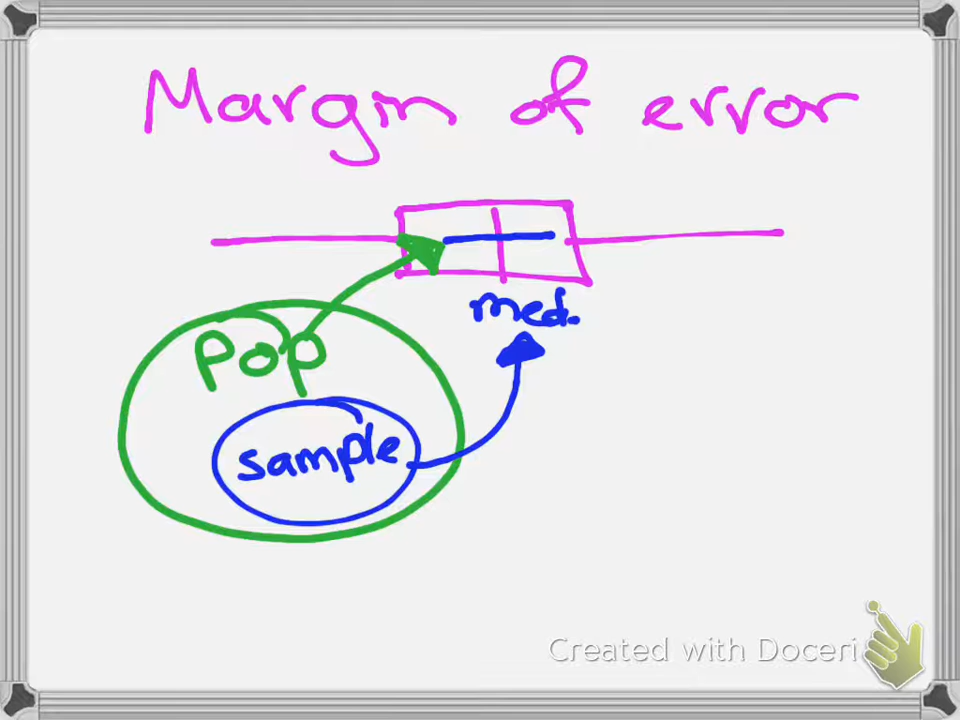 Margin of error
med.
Pop
sample
Created with Doceri